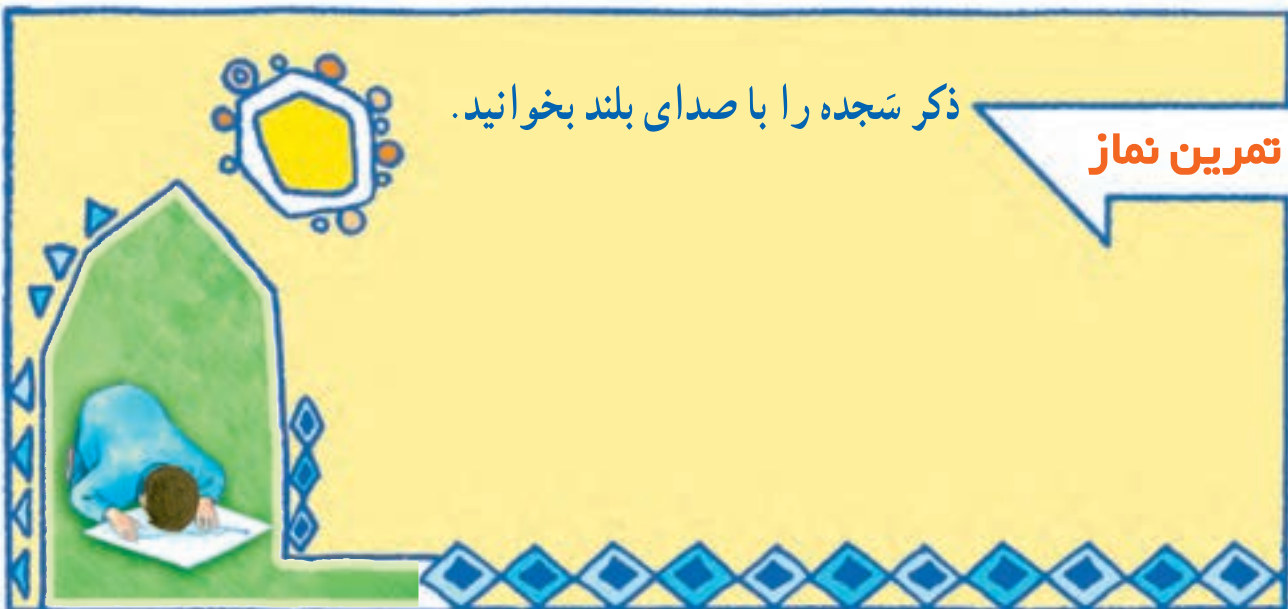 تمرین نماز
ذکر سَجده را با صدای بلند بخوانید.